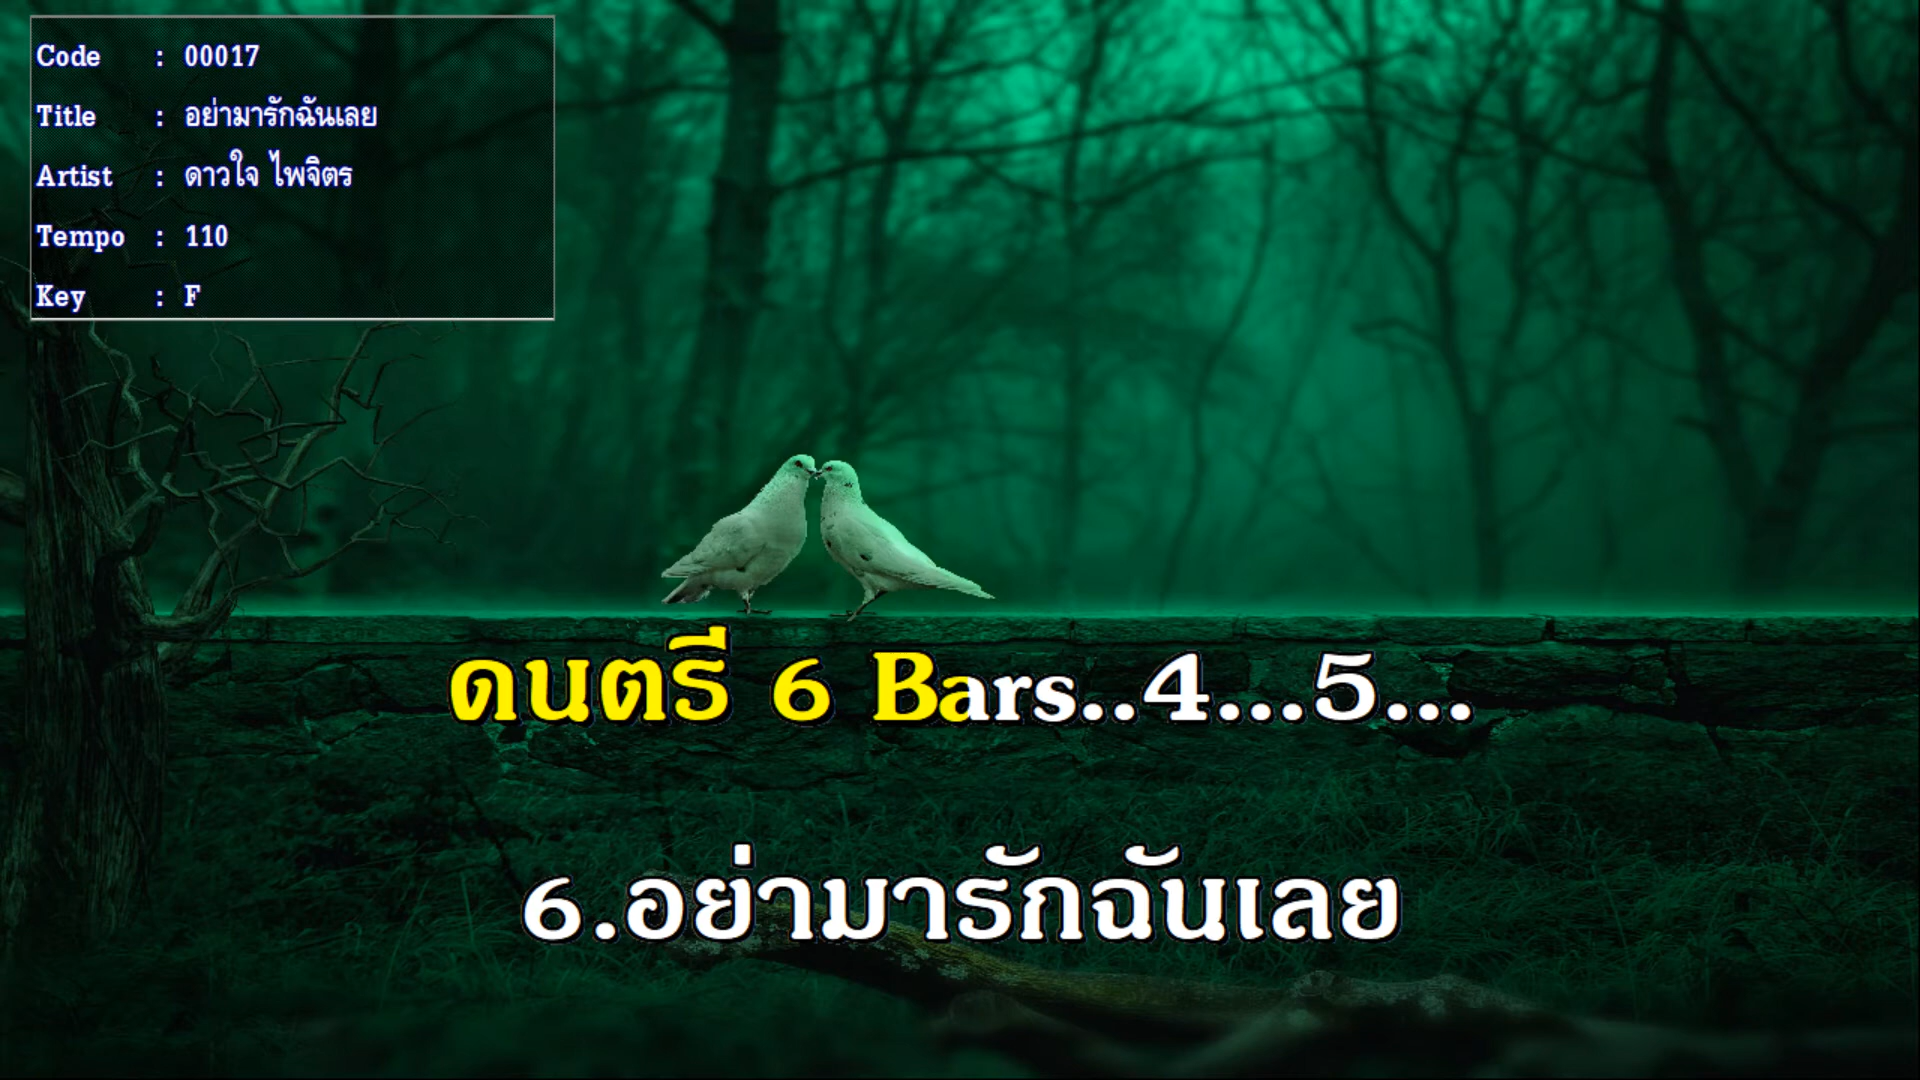 Code : 00017
Title : อย่ามารักฉันเลย
Artist : ดาวใจ ไพจิตร
Tempo : 110
Key : F
ดนตรี 6 Bars..4...5...
6.อย่ามารักฉันเลย